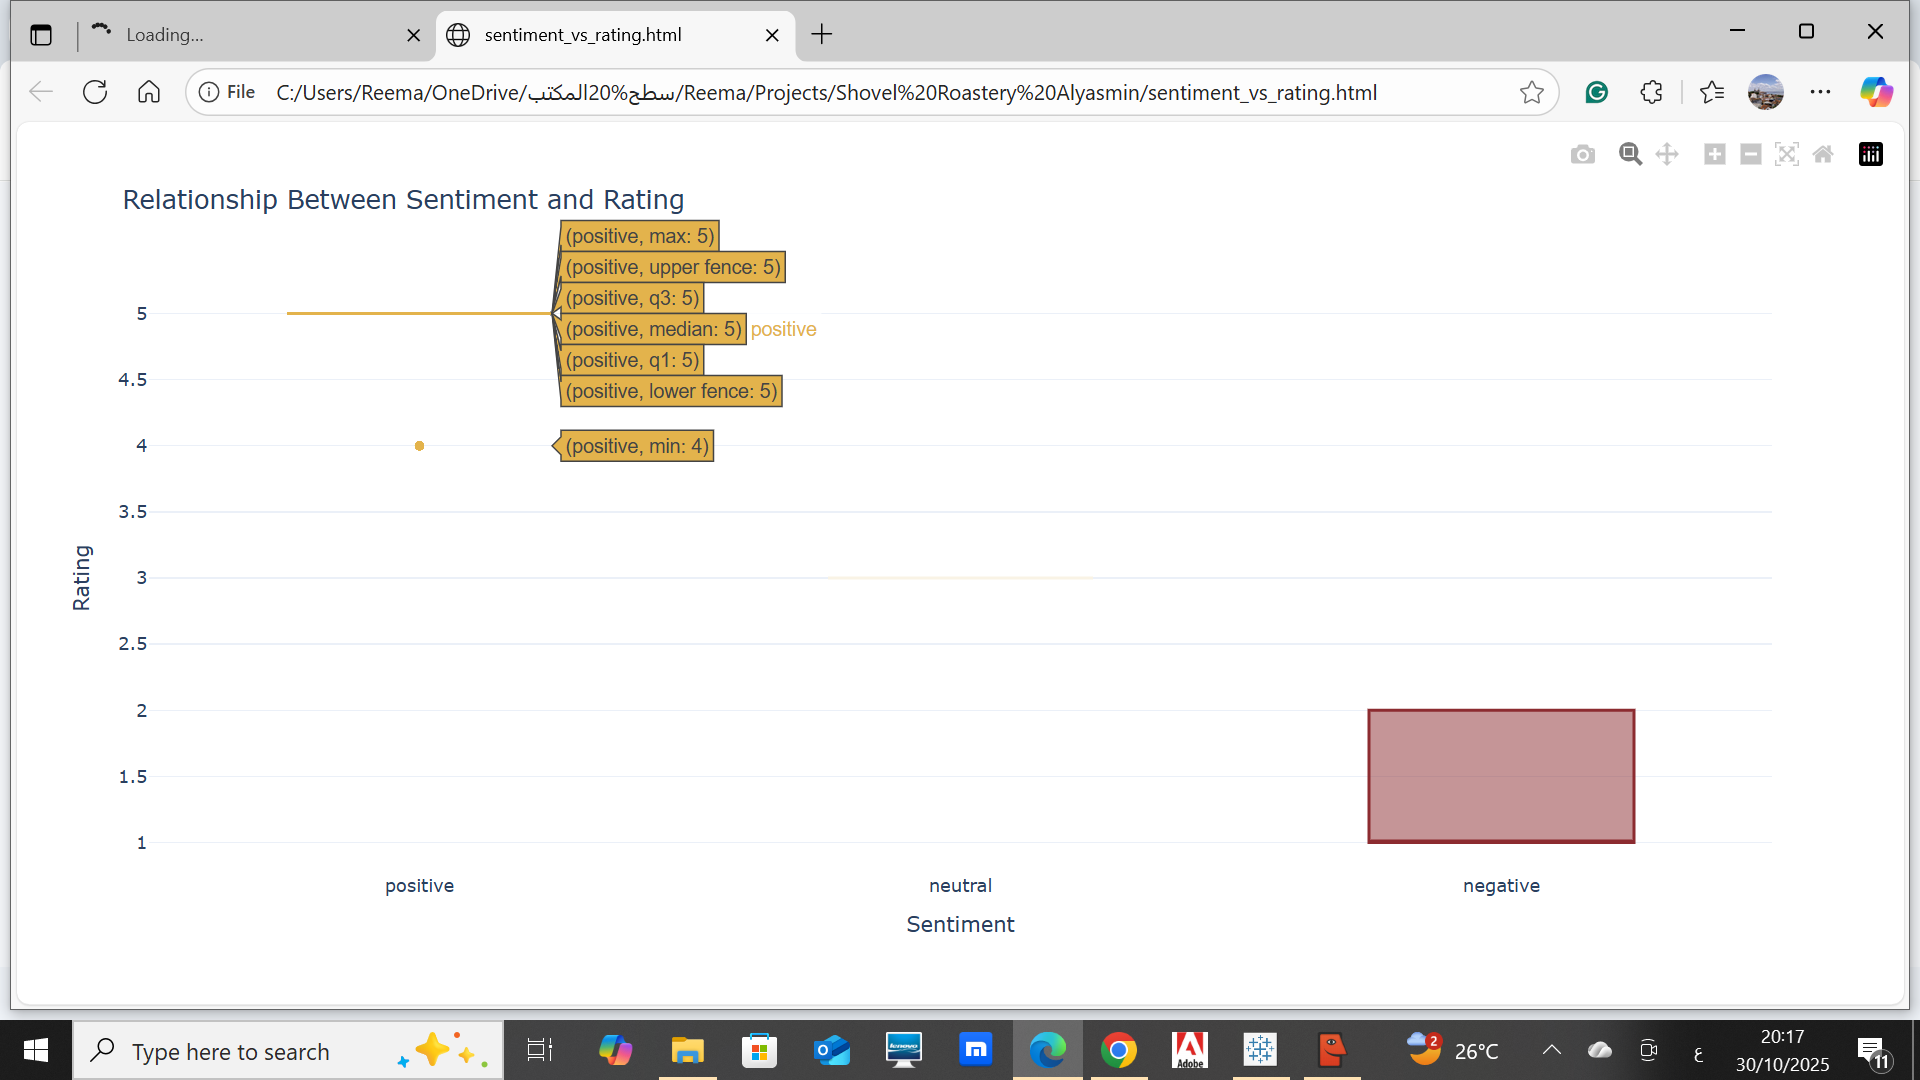 Loading...
sentiment_vs_rating.html
File
C:/Users/Reema/OneDrive/سطح%20المكتب/Reema/Projects/Shovel%20Roastery%20Alyasmin/sentiment_vs_rating.html
Relationship Between Sentiment and Rating
(positive, max: 5)
(positive, upper fence: 5)
(positive, q3: 5)
(positive, median: 5) positive
(positive, q1: 5)
(positive, lower fence: 5)
(positive, min: 4)
5
4.5
4
3.5
3
2.5
2
1.5
1
Rating
positive
neutral
negative
Sentiment
Type here to search
lenovo
Adobe
2
26°C
ع
20:17
30/10/2025
11